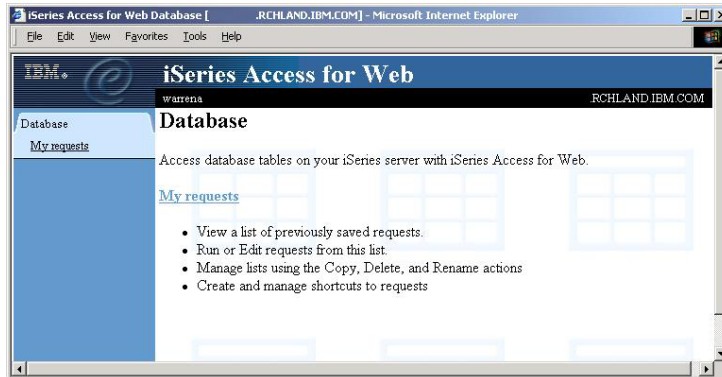 iSeries Access for Web Database [ .RCHLAND.IBM.COM] - Microsoft Internet Explorer
File Edit View Favorites Tools Help
IBM.
iSeries Access for Web
warrena .RCHLAND.IBM.COM
Database
My requests
Database
Access database tables on your iSeries server with iSeries Access for Web.
My requests
• View a list of previously saved requests.
• Run or Edit requests from this list.
• Manage lists using the Copy, Delete, and Rename actions
• Create and manage shortcuts to requests